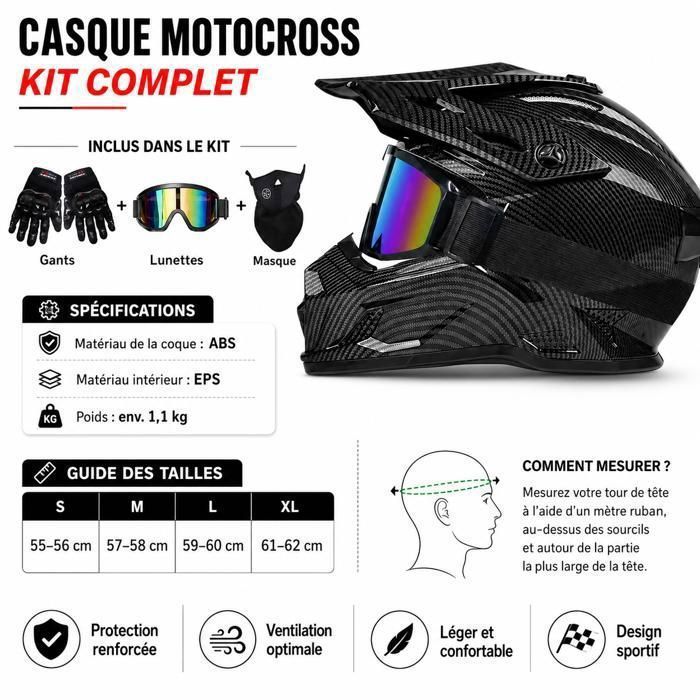 CASQUE MOTOCROSS
KIT COMPLET
INCLUS DANS LE KIT
+
+
Gants
Lunettes
Masque
SPÉCIFICATIONS
Matériau de la coque : ABS
Matériau intérieur : EPS
KG
Poids : env. 1,1 kg
GUIDE DES TAILLES
S M L XL
55–56 cm 57–58 cm 59–60 cm 61–62 cm
COMMENT MESURER ?
Mesurez votre tour de tête
à l’aide d’un mètre ruban,
au-dessus des sourcils
et autour de la partie
la plus large de la tête.
Protection
renforcée
Ventilation
optimale
Léger et
confortable
Design
sportif